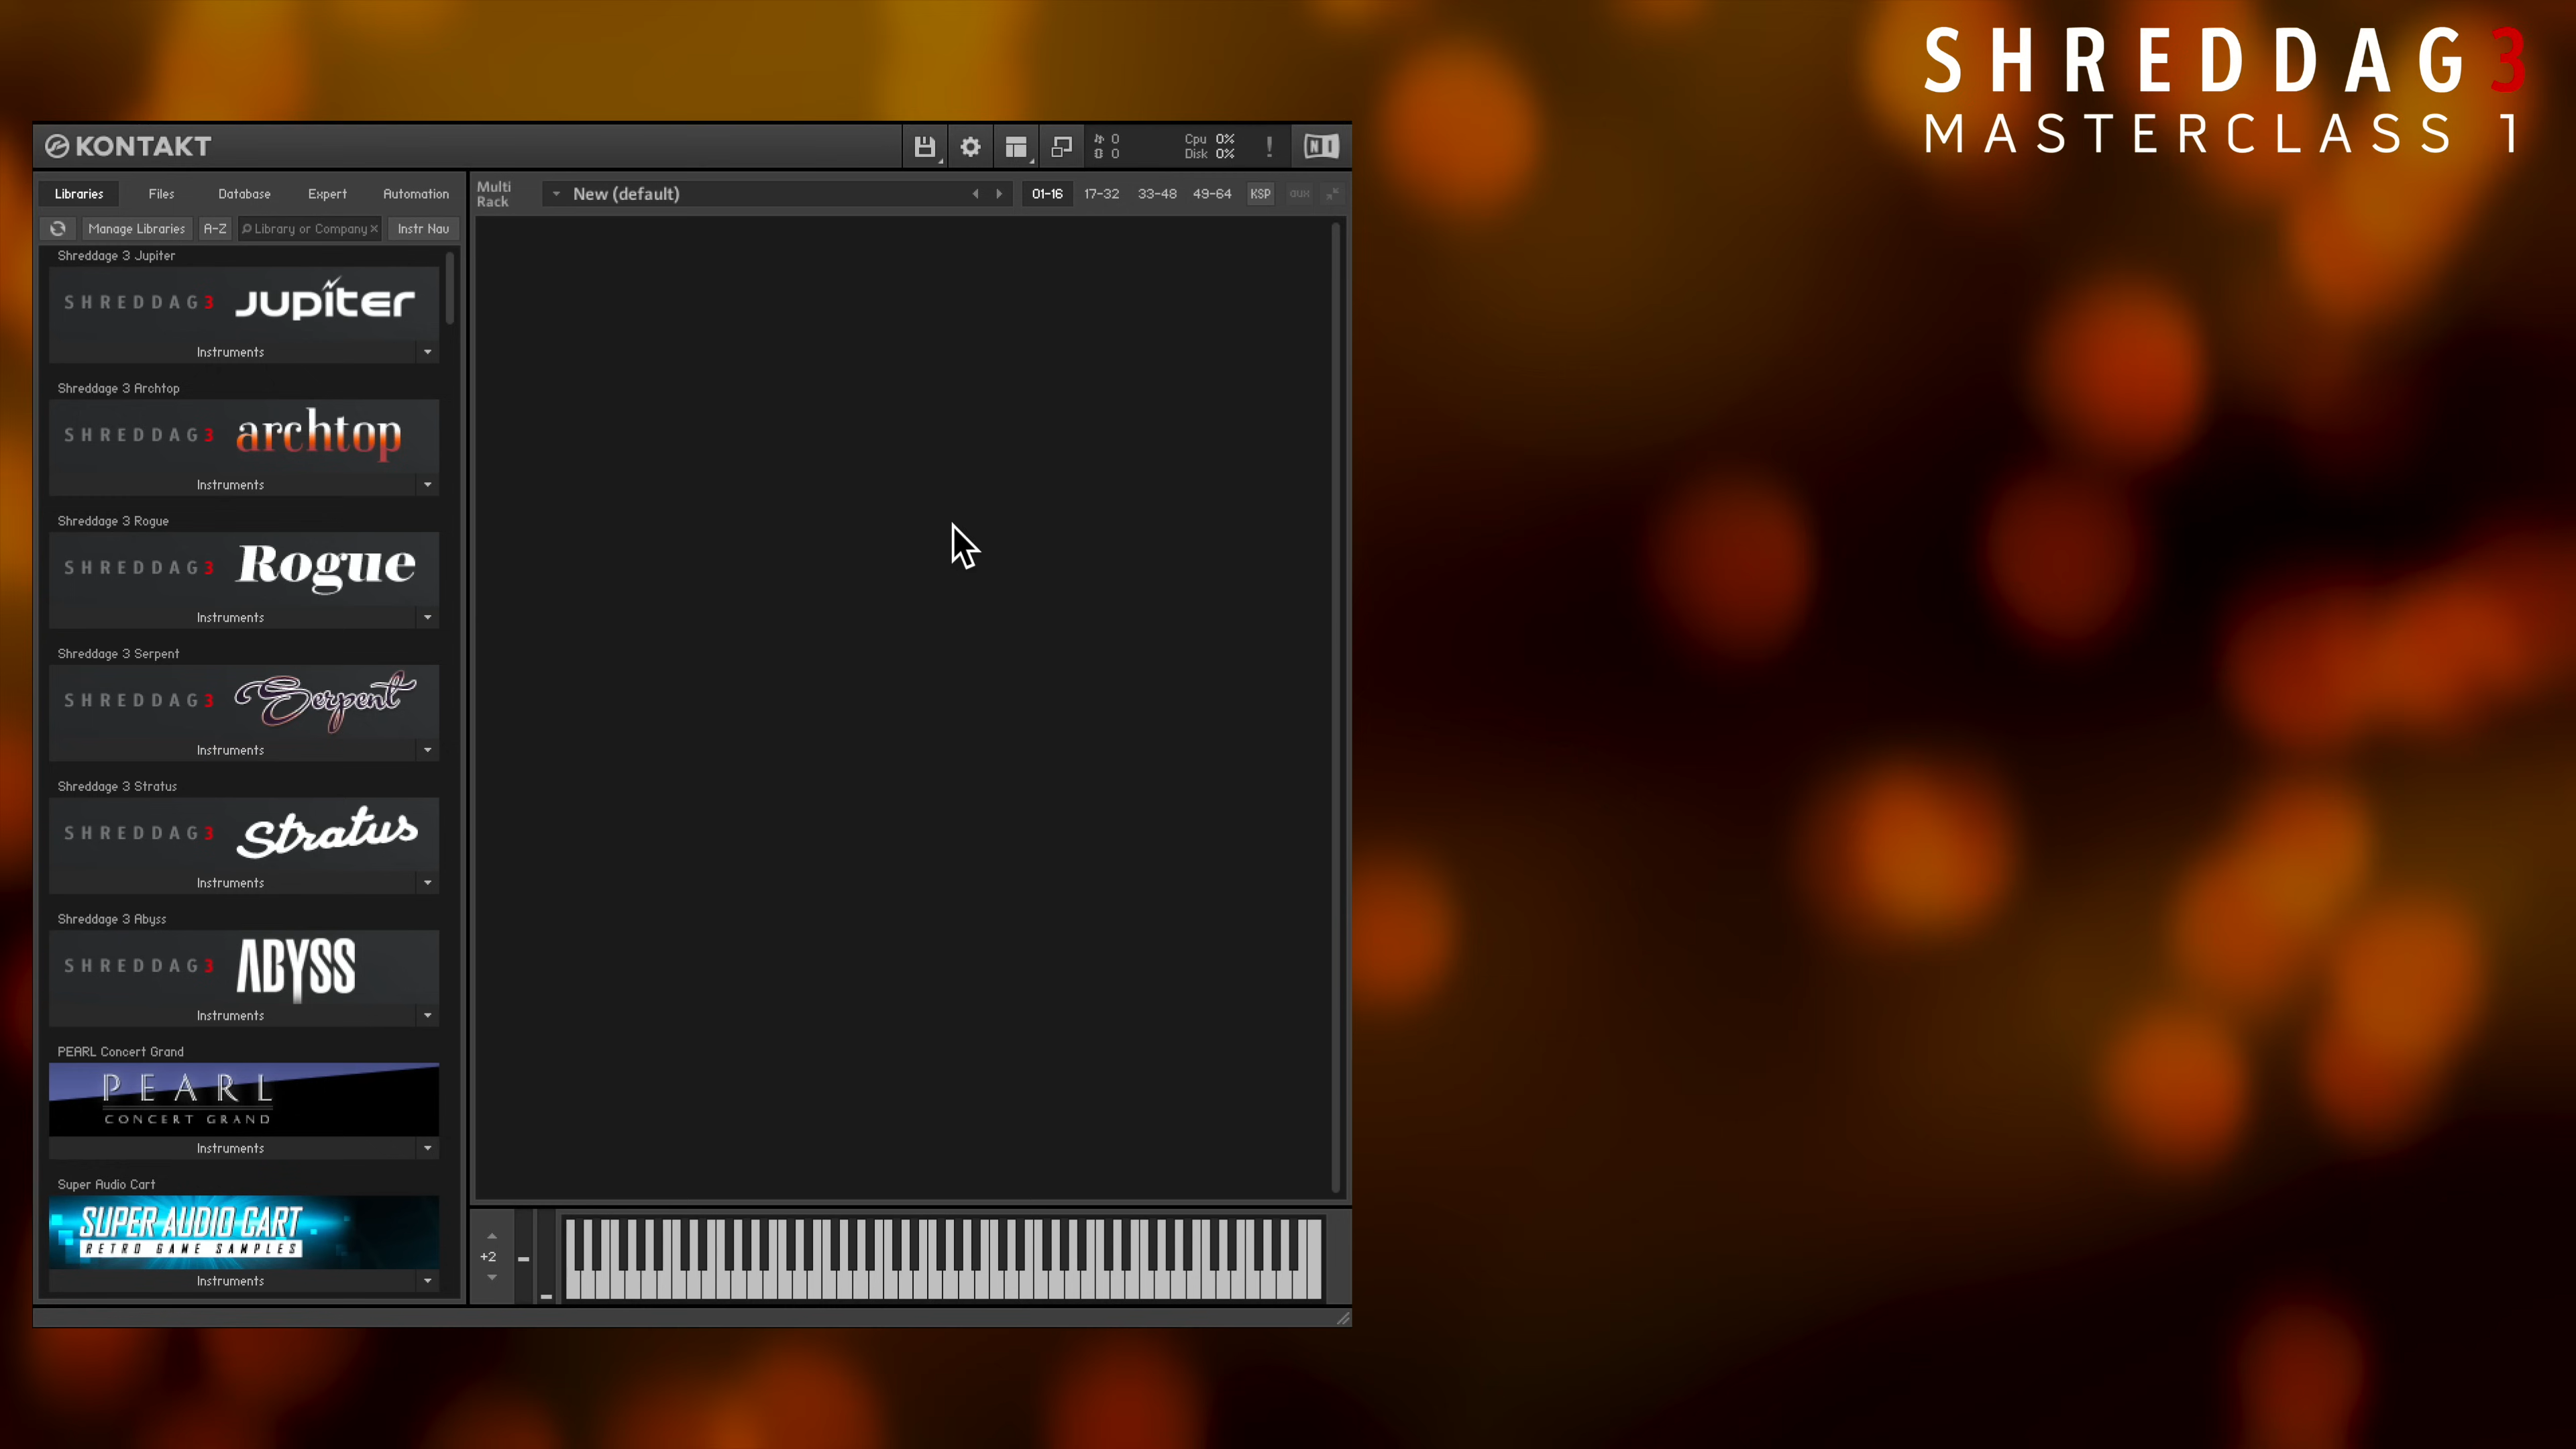 SHREDDAG3
MASTERCLASS 1
KONTAKT
0
0
Cpu 0%
Disk 0%
!
NI
Libraries
Files
Database
Expert
Automation
Multi
Rack
New (default)
01-16
17-32
33-48
49-64
KSP
aux
Manage Libraries
A-Z
Library or Company
×
Instr Nav
Shreddage 3 Jupiter
SHREDDAG3 Jupiter
Instruments
Shreddage 3 Archtop
SHREDDAG3 archtop
Instruments
Shreddage 3 Rogue
SHREDDAG3 Rogue
Instruments
Shreddage 3 Serpent
SHREDDAG3 Serpent
Instruments
Shreddage 3 Stratus
SHREDDAG3 Stratus
Instruments
Shreddage 3 Abyss
SHREDDAG3 ABYSS
Instruments
PEARL Concert Grand
PEARL
CONCERT GRAND
Instruments
Super Audio Cart
SUPER AUDIO CART
RETRO GAME SAMPLES
Instruments
+2